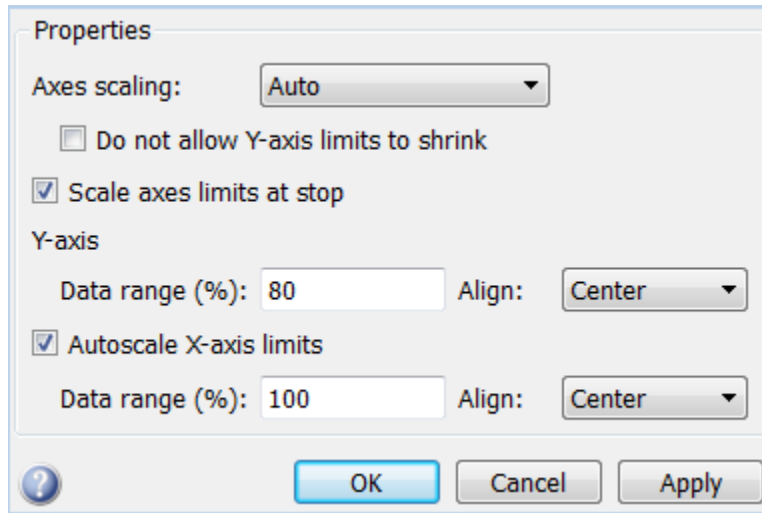 Properties
Axes scaling: Auto
Do not allow Y-axis limits to shrink
Scale axes limits at stop
Y-axis
Data range (%): 80 Align: Center
Autoscale X-axis limits
Data range (%): 100 Align: Center
? OK Cancel Apply